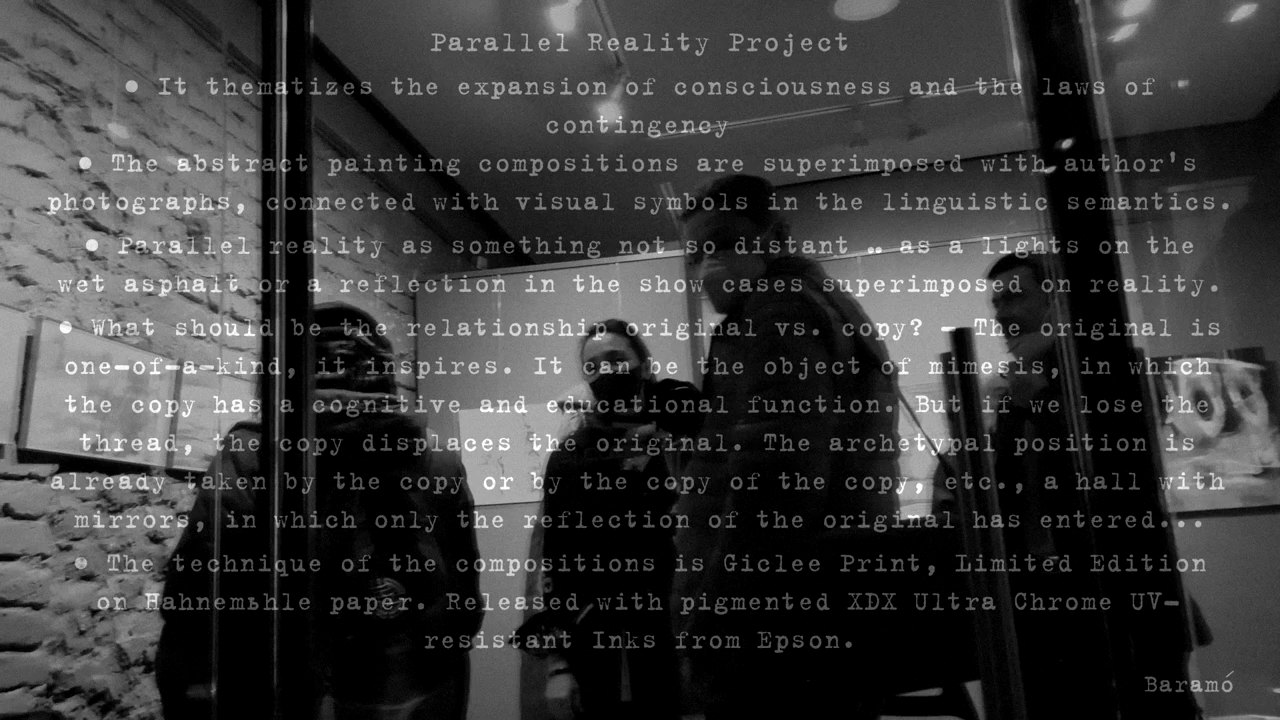 Parallel Reality Project
● It thematizes the expansion of consciousness and the laws of
contingency
● The abstract painting compositions are superimposed with author's
photographs, connected with visual symbols in the linguistic semantics.
● Parallel reality as something not so distant .. as a lights on the
wet asphalt or a reflection in the show cases superimposed on reality.
● What should be the relationship original vs. copy? - The original is
one-of-a-kind, it inspires. It can be the object of mimesis, in which
the copy has a cognitive and educational function. But if we lose the
thread, the copy displaces the original. The archetypal position is
already taken by the copy or by the copy of the copy, etc., a hall with
mirrors, in which only the reflection of the original has entered...
● The technique of the compositions is Giclee Print, Limited Edition
on Hahnemьhle paper. Released with pigmented XDX Ultra Chrome UV-
resistant Inks from Epson.
Baramó